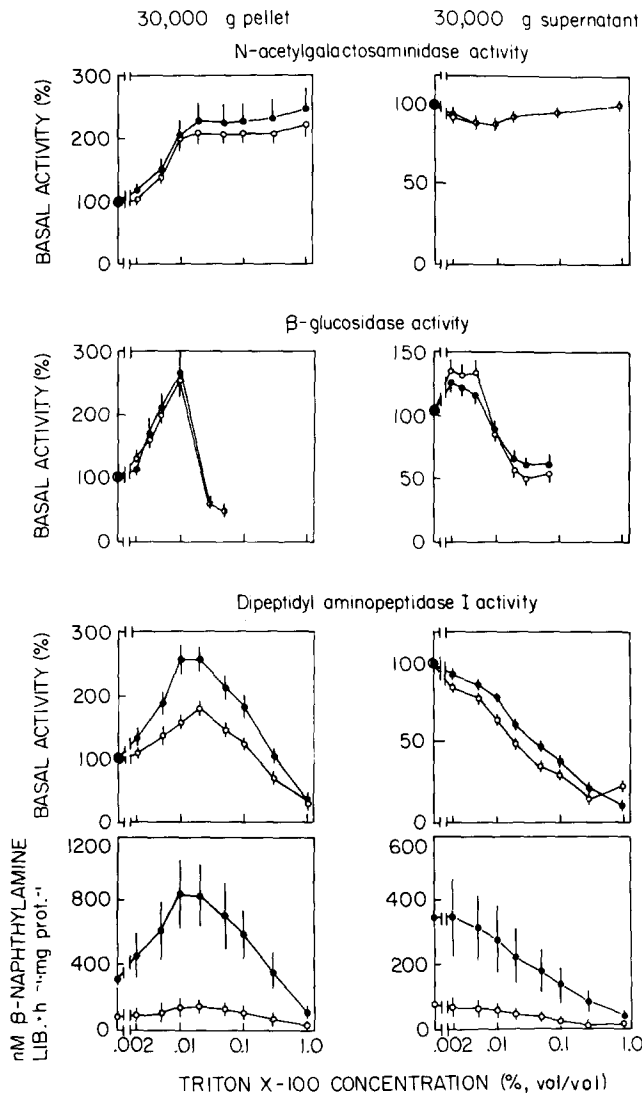 30,000 g pellet
30,000 g supernatant
N-acetylgalactosaminidase activity
BASAL ACTIVITY (%)
300
200
100
0
100
50
0
β-glucosidase activity
BASAL ACTIVITY (%)
300
100
0
150
100
50
0
Dipeptidyl aminopeptidase I activity
BASAL ACTIVITY (%)
300
200
100
0
100
50
0
nM β-NAPHTHYLAMINE
LIB.·h⁻¹·mg prot.⁻¹
1200
800
400
0
600
400
200
0
.002 .01 0.1 1.0
.002 .01 0.1 1.0
TRITON X-100 CONCENTRATION (%, vol/vol)